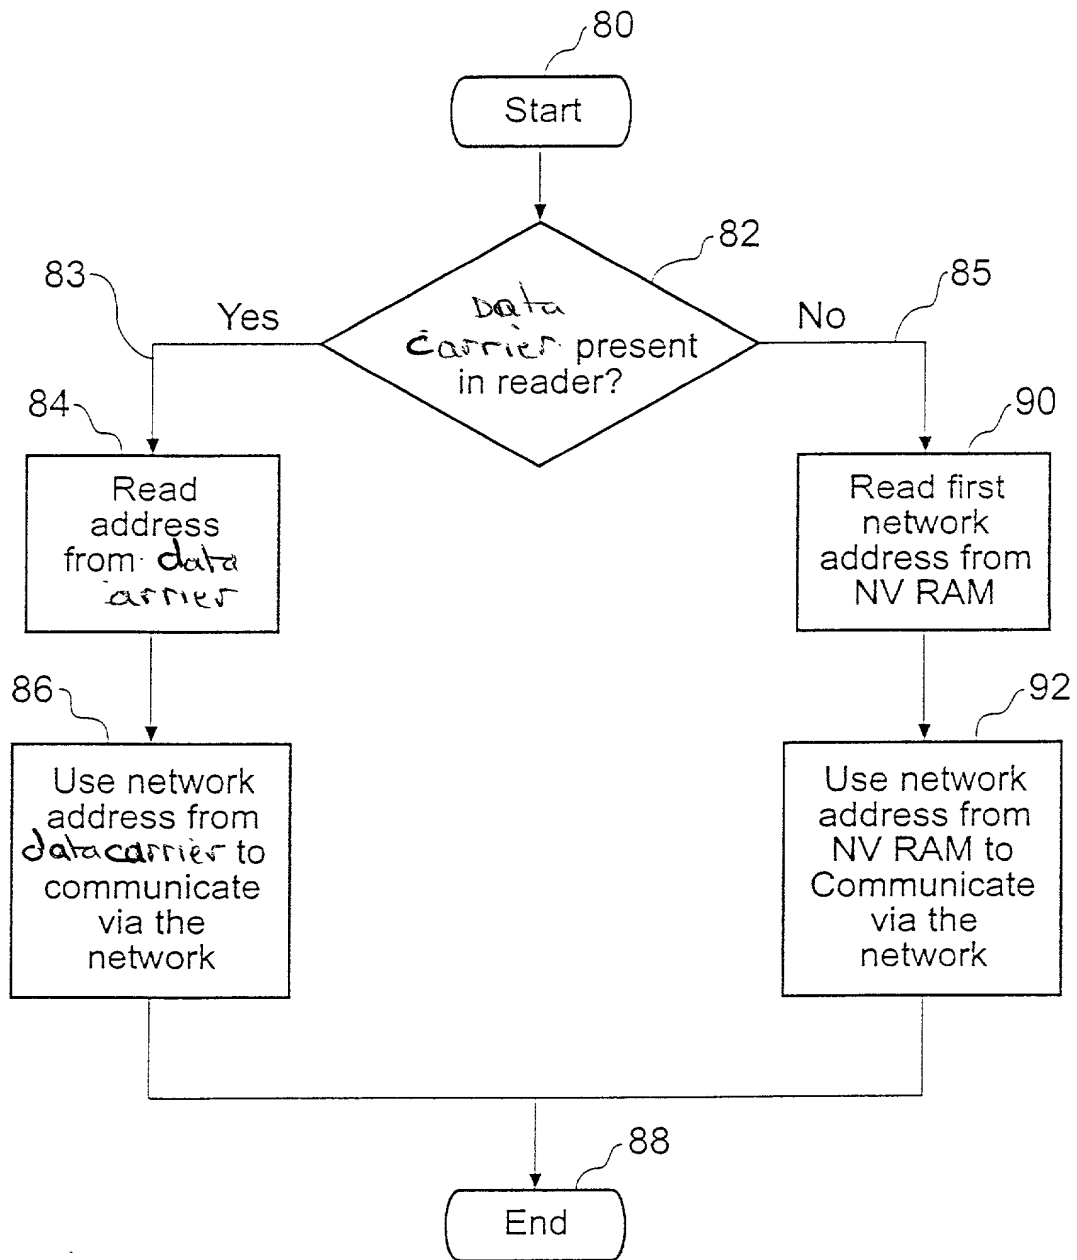 80
Start
82
83
85
Yes
No
Data
carrier present
in reader?
84
Read
address
from data
arrier
90
Read first
network
address from
NV RAM
86
Use network
address from
datacarrier to
communicate
via the
network
92
Use network
address from
NV RAM to
Communicate
via the
network
88
End